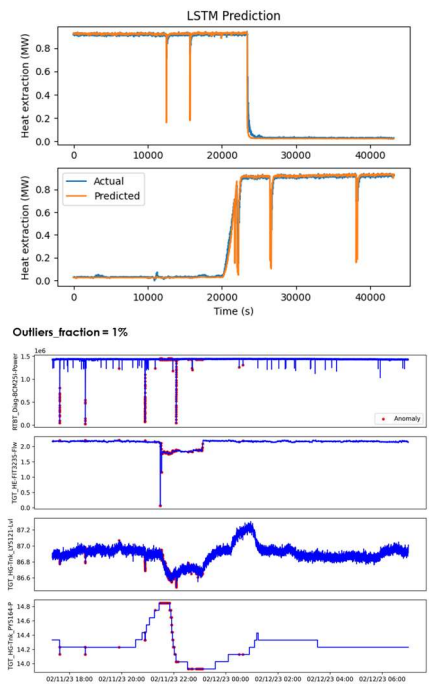 LSTM Prediction
Heat extraction (MW)
0.8
0.6
0.4
0.2
0.0
0 10000 20000 30000 40000
Heat extraction (MW)
0.8
0.6
0.4
0.2
0.0
Actual
Predicted
0 10000 20000 30000 40000
Time (s)
Outliers_fraction = 1%
1e6
RTBT_Diag-BCM25I-Power
1.5
1.0
0.5
0.0
Anomaly
TGT_HE-FIT3235-Flw
2.0
1.5
1.0
0.5
0.0
TGT_HG-Tnk_LY5121-Lvl
87.2
87.0
86.8
86.6
TGT_HG-Tnk_PY5164-P
14.8
14.6
14.4
14.2
14.0
02/11/23 18:00 02/11/23 20:00 02/11/23 22:00 02/12/23 00:00 02/12/23 02:00 02/12/23 04:00 02/12/23 06:00